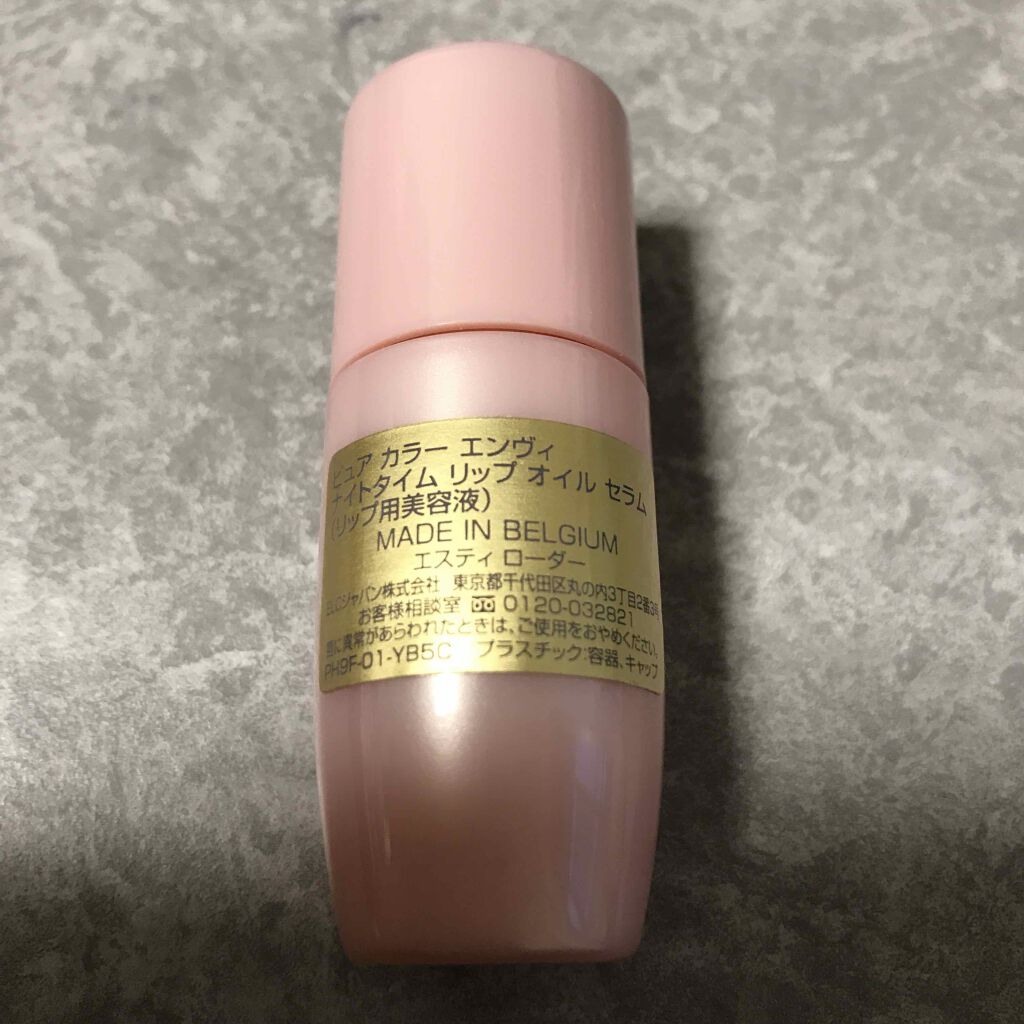 ピュア カラー エンヴィ
ナイトタイム リップ オイル セラム
(リップ用美容液)
MADE IN BELGIUM
エスティ ローダー
ELCジャパン株式会社 東京都千代田区丸の内3丁目2番3号
お客様相談室 0120-032821
肌に異常があらわれたときは、ご使用をおやめください。
PH9F-01-YB5C プラスチック:容器、キャップ